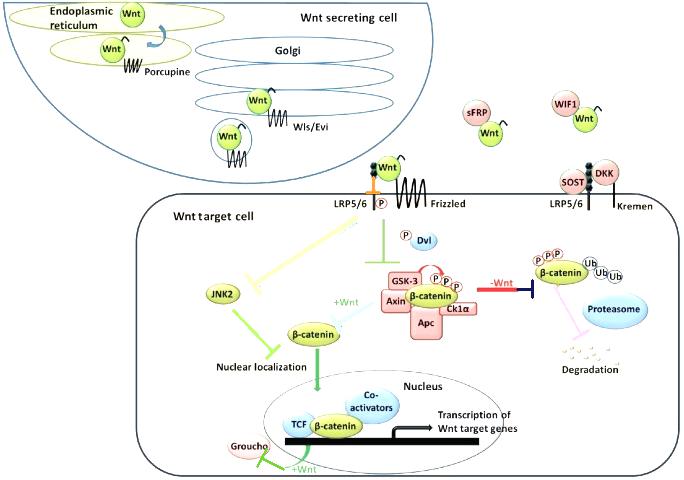 Endoplasmic
reticulum
Wnt
Wnt secreting cell
Wnt
Porcupine
Golgi
Wnt
Wls/Evi
Wnt
sFRP
Wnt
WIF1
Wnt
Wnt
SOST
DKK
LRP5/6
P
Frizzled
LRP5/6
Kremen
Wnt target cell
P
Dvl
GSK-3
P
P
P
β-catenin
Axin
Ck1α
Apc
-Wnt
P
P
P
β-catenin
Ub
Ub
Ub
JNK2
+Wnt
β-catenin
Proteasome
Nuclear localization
Degradation
Nucleus
Co-
activators
TCF
β-catenin
Transcription of
Wnt target genes
Groucho
+Wnt